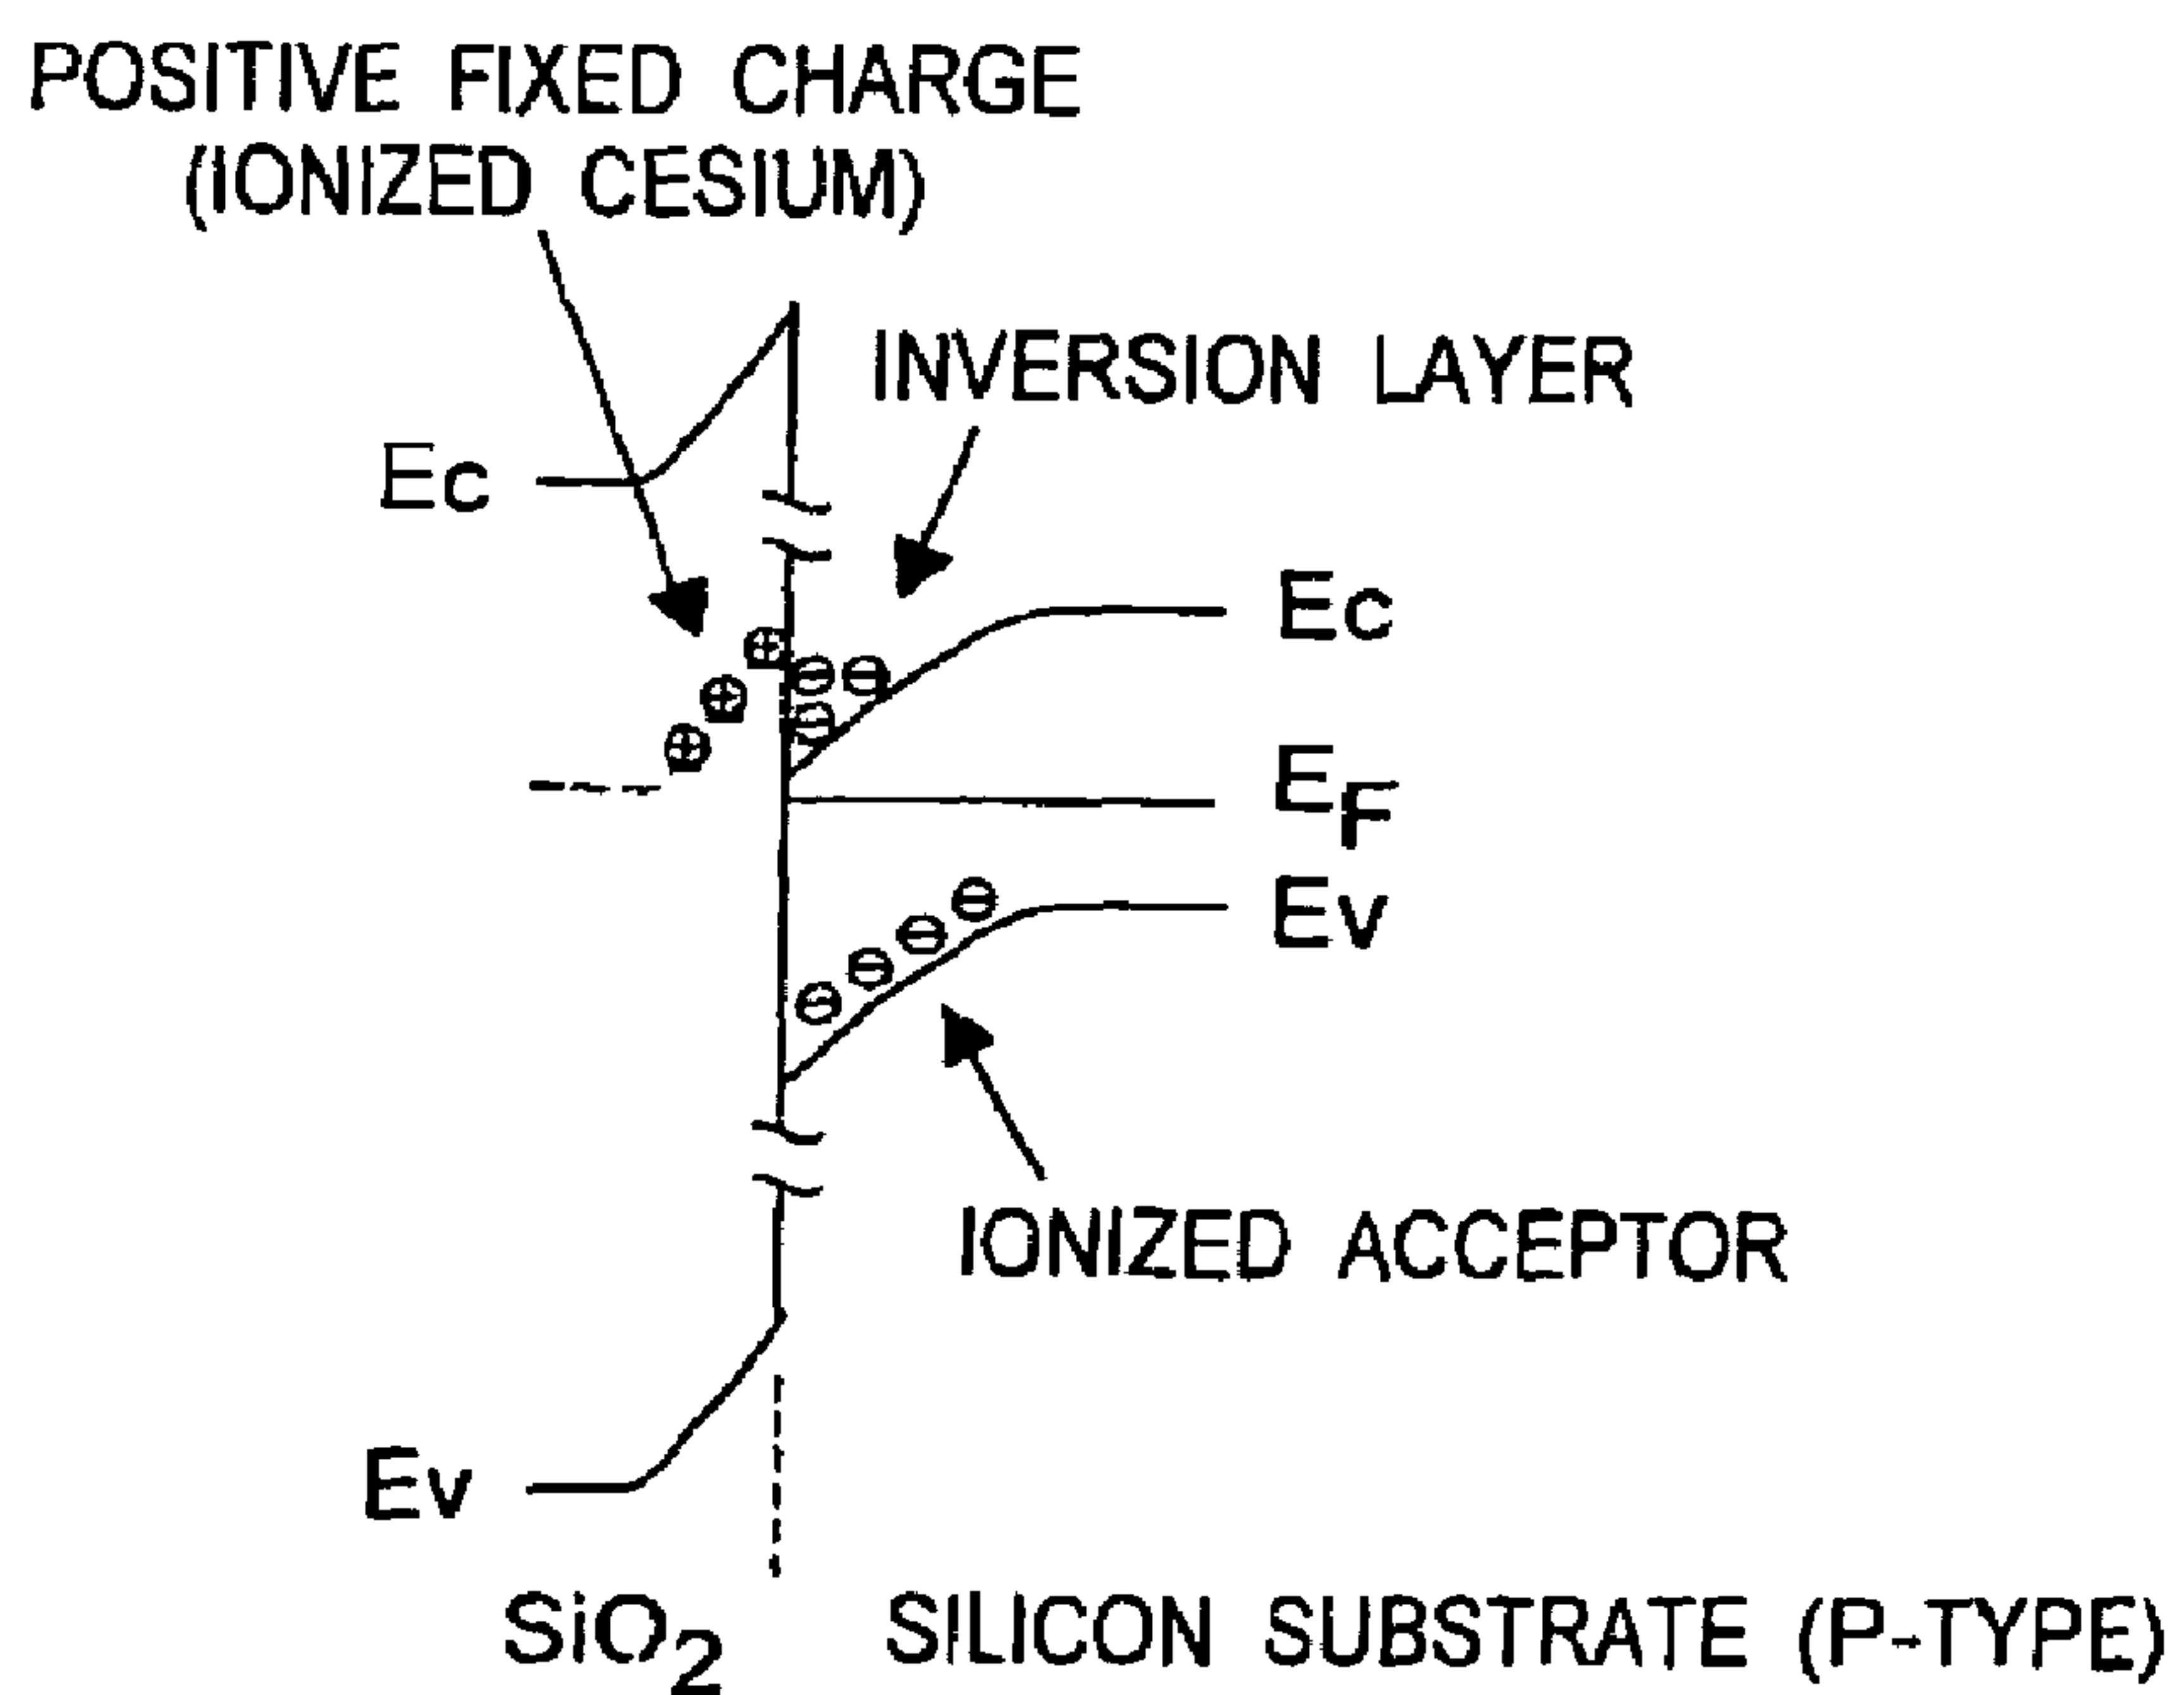 POSITIVE FIXED CHARGE
(IONIZED CESIUM)
INVERSION LAYER
Ec
Ec
EF
Ev
IONIZED ACCEPTOR
Ev
SiO2
SILICON SUBSTRATE (P-TYPE)